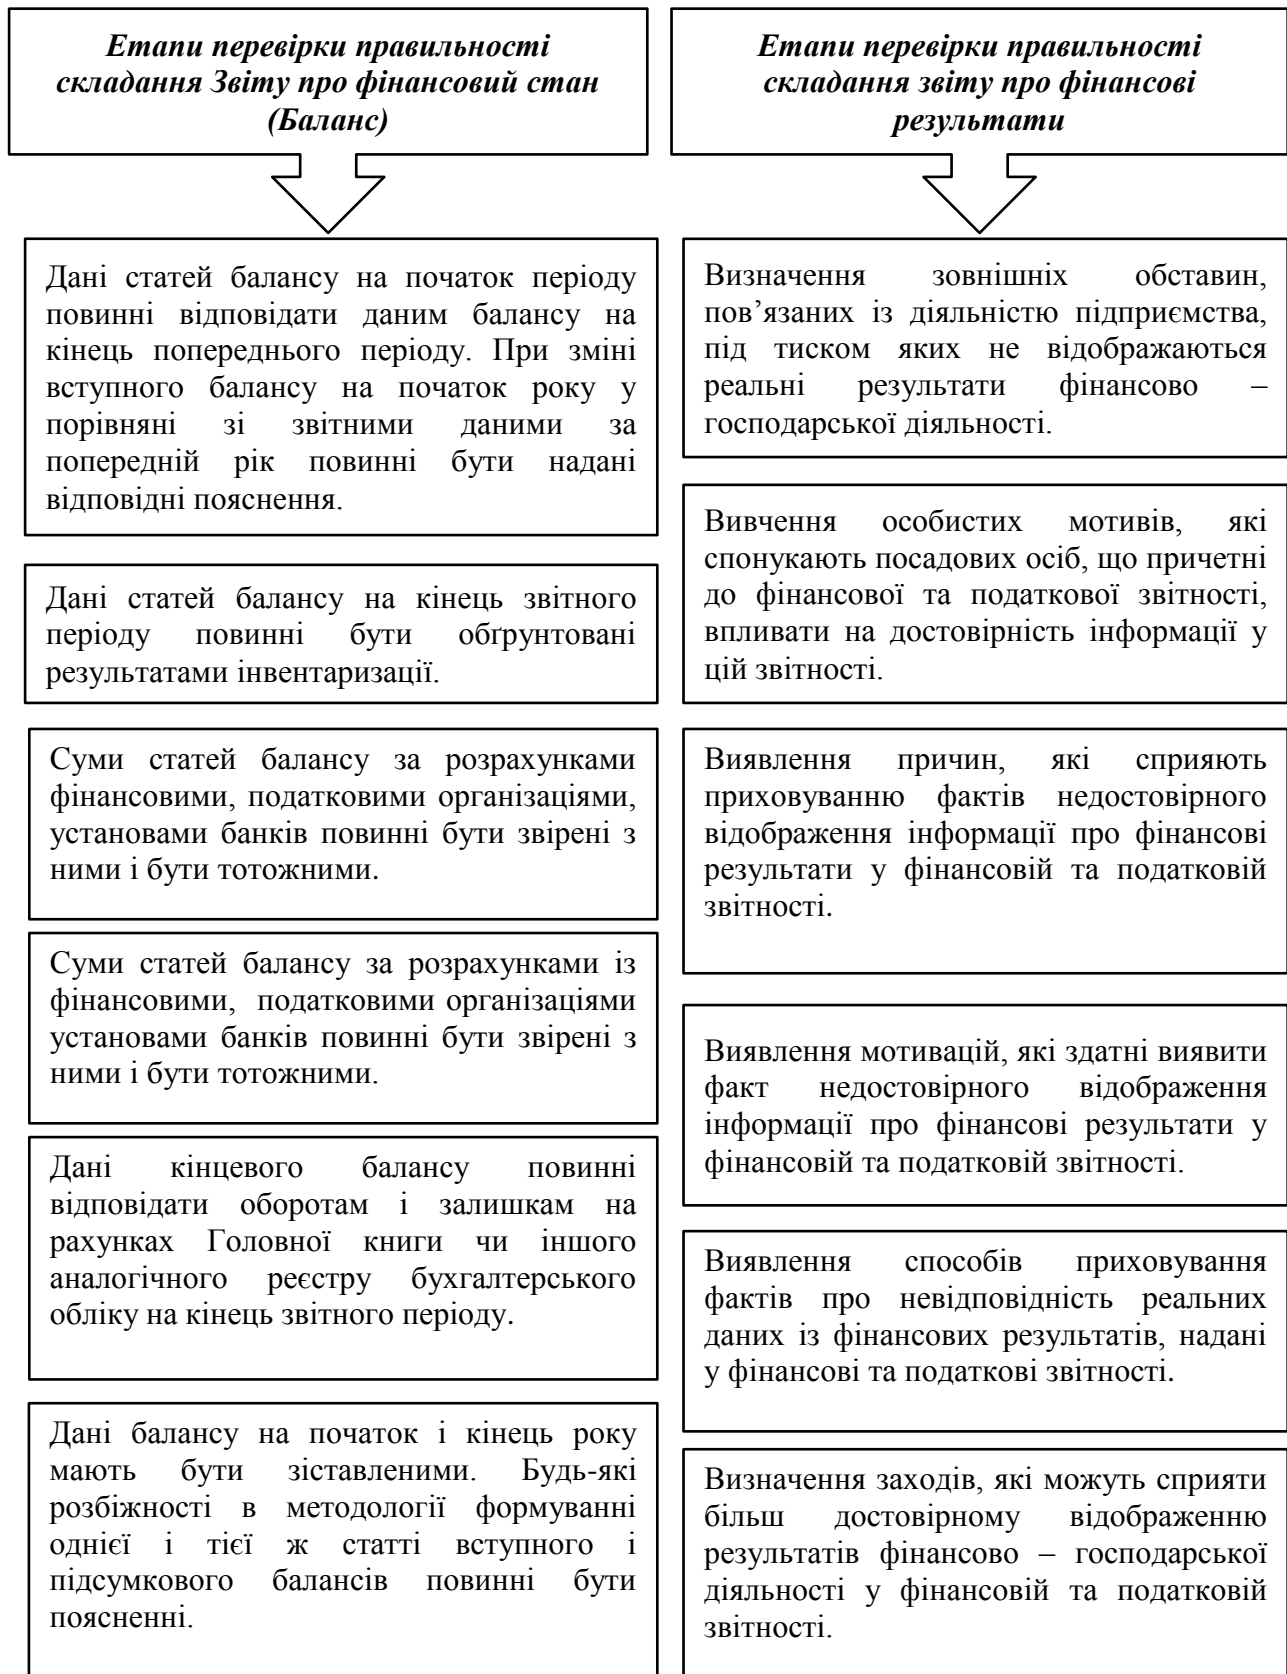 Етапи перевірки правильності
складання Звіту про фінансовий стан
(Баланс)
Дані статей балансу на початок періоду
повинні відповідати даним балансу на
кінець попереднього періоду. При зміні
вступного балансу на початок року у
порівняні зі звітними даними за
попередній рік повинні бути надані
відповідні пояснення.
Дані статей балансу на кінець звітного
періоду повинні бути обґрунтовані
результатами інвентаризації.
Суми статей балансу за розрахунками
фінансовими, податковими організаціями,
установами банків повинні бути звірені з
ними і бути тотожними.
Суми статей балансу за розрахунками із
фінансовими, податковими організаціями
установами банків повинні бути звірені з
ними і бути тотожними.
Дані кінцевого балансу повинні
відповідати оборотам і залишкам на
рахунках Головної книги чи іншого
аналогічного реєстру бухгалтерського
обліку на кінець звітного періоду.
Дані балансу на початок і кінець року
мають бути зіставленими. Будь-які
розбіжності в методології формуванні
однієї і тієї ж статті вступного і
підсумкового балансів повинні бути
поясненні.
Етапи перевірки правильності
складання звіту про фінансові
результати
Визначення зовнішніх обставин,
пов’язаних із діяльністю підприємства,
під тиском яких не відображаються
реальні результати фінансово –
господарської діяльності.
Вивчення особистих мотивів, які
спонукають посадових осіб, що причетні
до фінансової та податкової звітності,
впливати на достовірність інформації у
цій звітності.
Виявлення причин, які сприяють
приховуванню фактів недостовірного
відображення інформації про фінансові
результати у фінансовій та податковій
звітності.
Виявлення мотивацій, які здатні виявити
факт недостовірного відображення
інформації про фінансові результати у
фінансовій та податковій звітності.
Виявлення способів приховування
фактів про невідповідність реальних
даних із фінансових результатів, надані
у фінансові та податкові звітності.
Визначення заходів, які можуть сприяти
більш достовірному відображенню
результатів фінансово – господарської
діяльності у фінансовій та податковій
звітності.